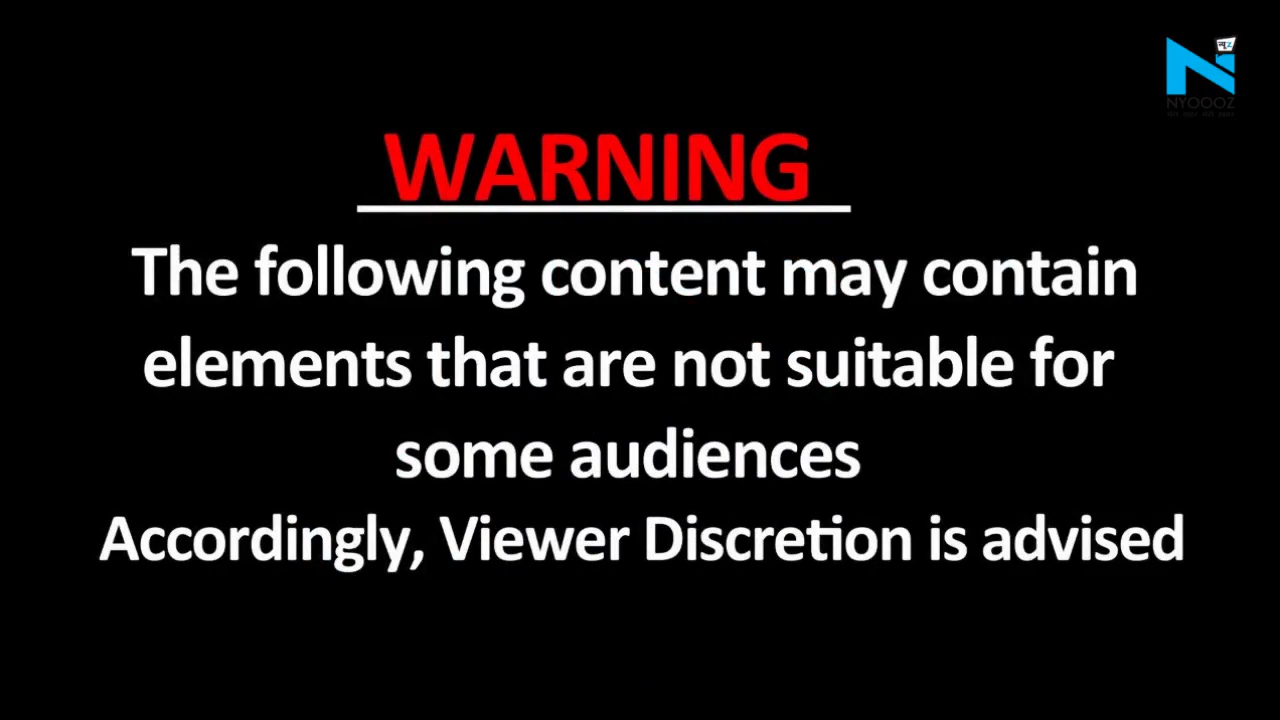 न्यूz
NYOOOZ
WARNING
The following content may contain
elements that are not suitable for
some audiences
Accordingly, Viewer Discretion is advised